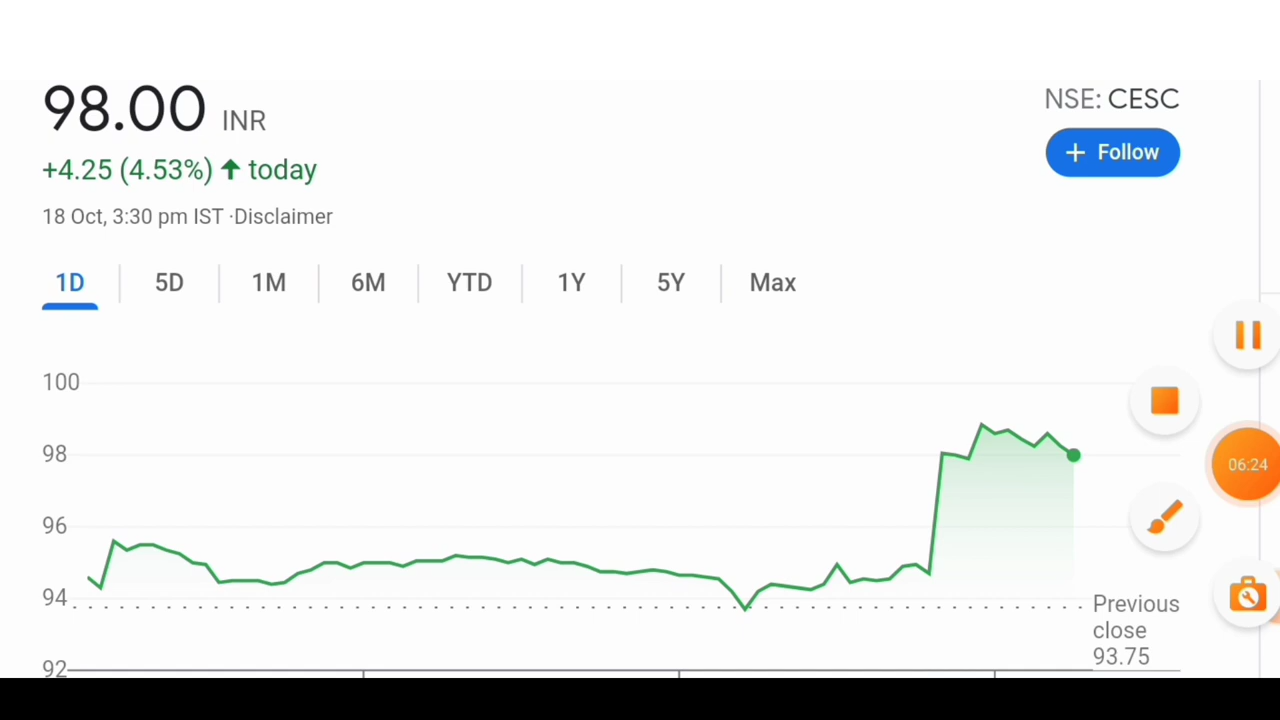 98.00 INR
NSE: CESC
+ Follow
+4.25 (4.53%) ↑ today
18 Oct, 3:30 pm IST ·Disclaimer
1D 5D 1M 6M YTD 1Y 5Y Max
100
98
96
94
92
Previous
close
93.75
06:24